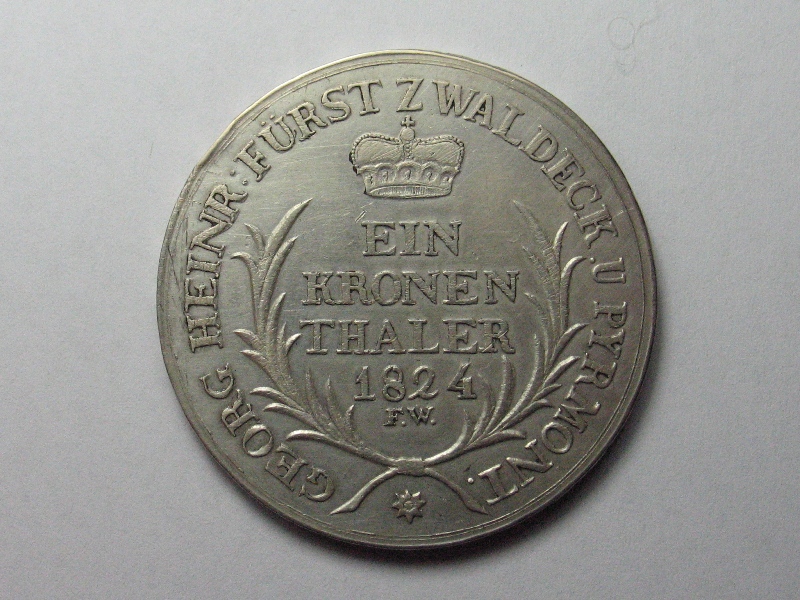 GEORG HEINR: FÜRST Z WALDECK. U PYRMONT.
EIN
KRONEN
THALER
1824
F.W.